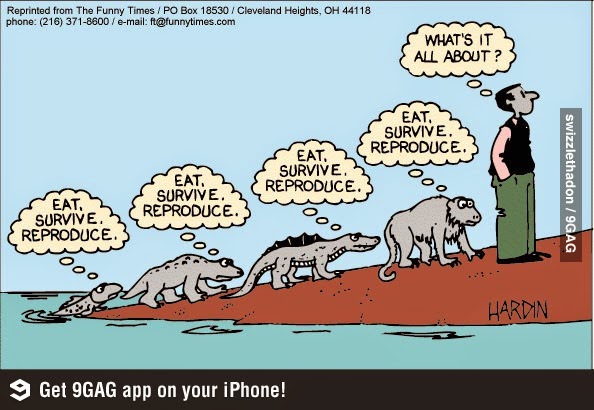 Reprinted from The Funny Times / PO Box 18530 / Cleveland Heights, OH 44118
phone: (216) 371-8600 / e-mail: ft@funnytimes.com
WHAT'S IT
ALL ABOUT?
EAT,
SURVIVE,
REPRODUCE.
EAT,
SURVIVE,
REPRODUCE.
EAT,
SURVIVE,
REPRODUCE.
EAT,
SURVIVE,
REPRODUCE.
swizzlethadon / 9GAG
HARDIN
Get 9GAG app on your iPhone!